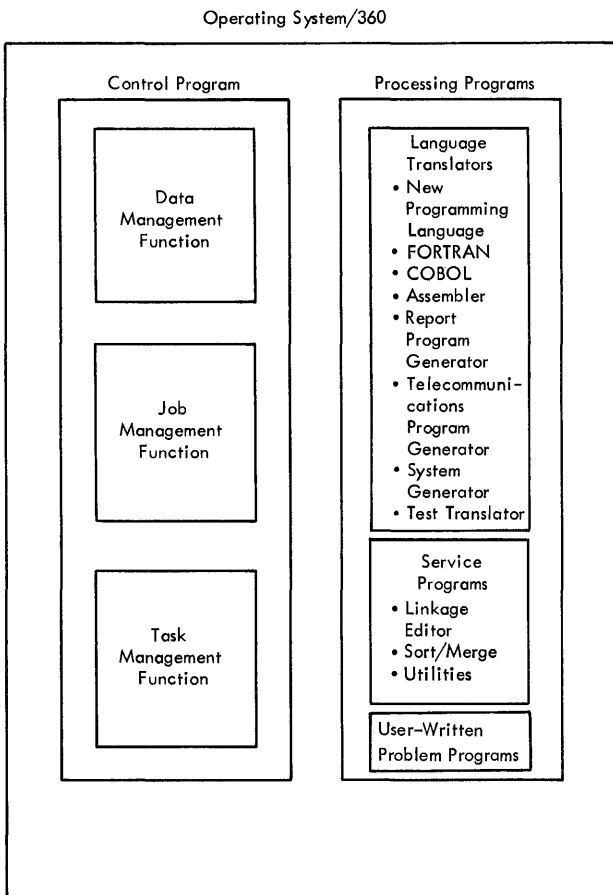 Operating System/360
Control Program
Data
Management
Function
Job
Management
Function
Task
Management
Function
Processing Programs
Language
Translators
• New
Programming
Language
• FORTRAN
• COBOL
• Assembler
• Report
Program
Generator
• Telecommuni-
cations
Program
Generator
• System
Generator
• Test Translator
Service
Programs
• Linkage
Editor
• Sort/Merge
• Utilities
User-Written
Problem Programs